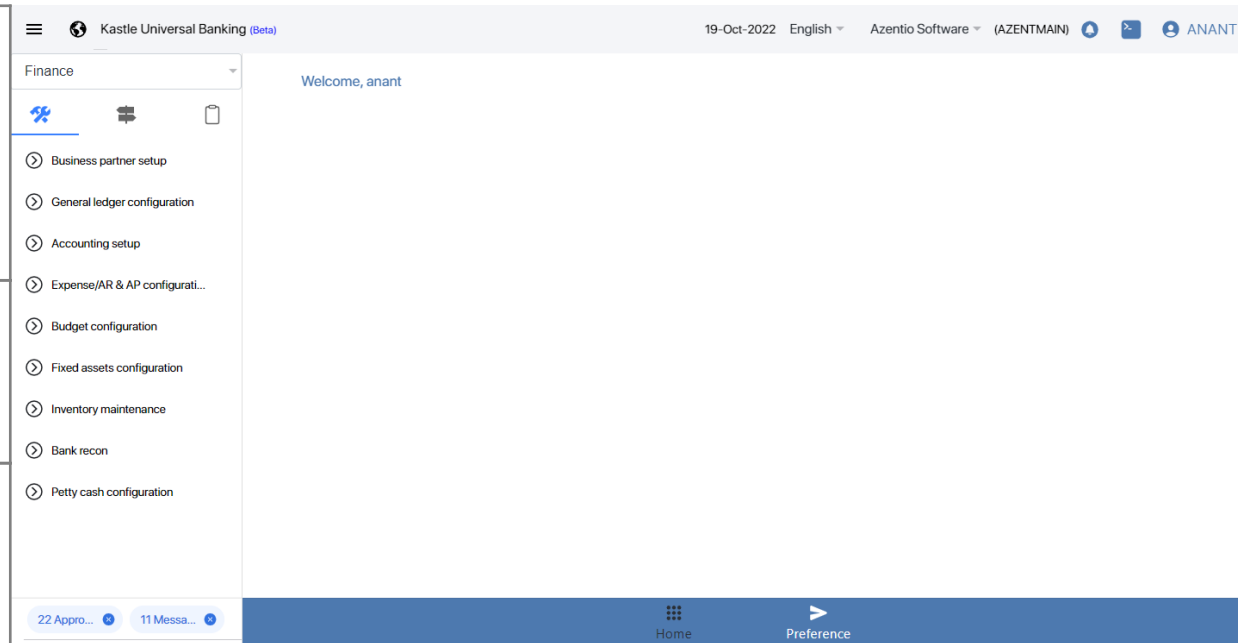 Kastle Universal Banking (Beta)
19-Oct-2022 English Azentio Software (AZENTMAIN) ANANT
Finance
Welcome, anant
Business partner setup
General ledger configuration
Accounting setup
Expense/AR & AP configurati...
Budget configuration
Fixed assets configuration
Inventory maintenance
Bank recon
Petty cash configuration
22 Appro... 11 Messa...
Home Preference